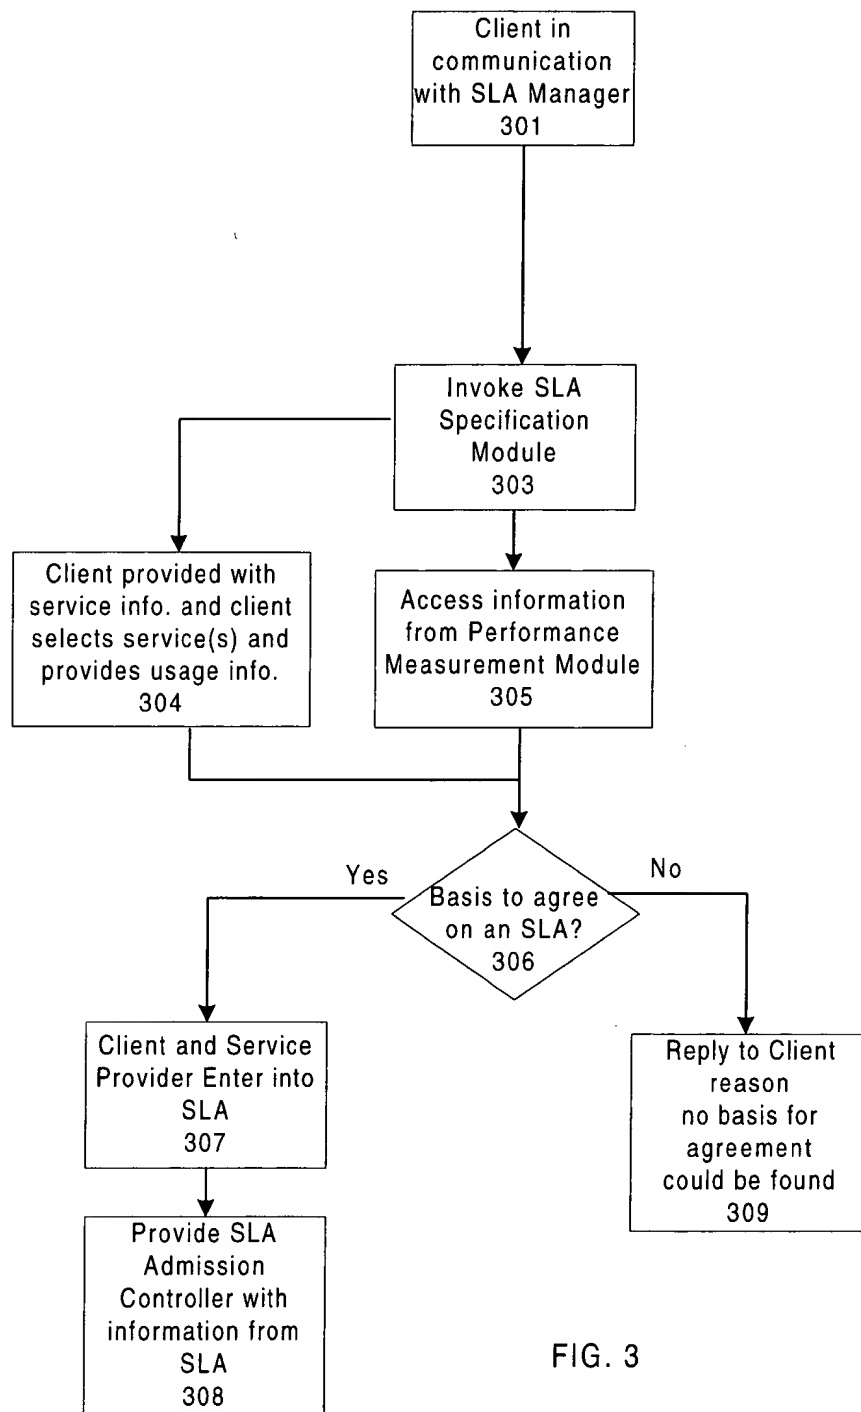 Client in
communication
with SLA Manager
301
Invoke SLA
Specification
Module
303
Client provided with
service info. and client
selects service(s) and
provides usage info.
304
Access information
from Performance
Measurement Module
305
Yes
No
Basis to agree
on an SLA?
306
Client and Service
Provider Enter into
SLA
307
Reply to Client
reason
no basis for
agreement
could be found
309
Provide SLA
Admission
Controller with
information from
SLA
308
FIG. 3